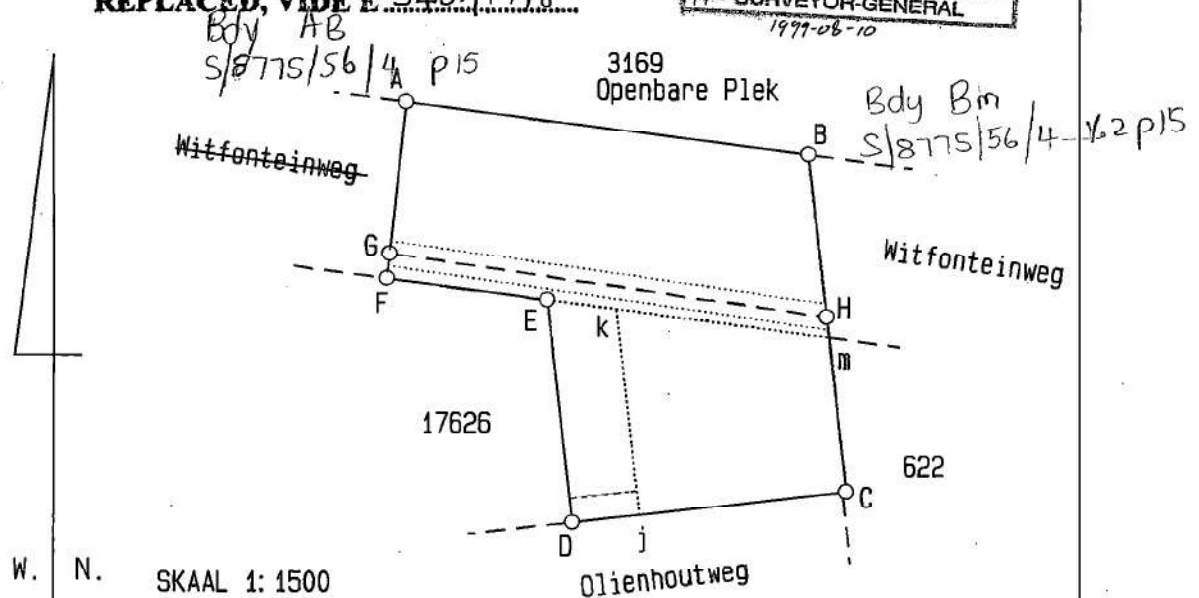 REPLACED, VIDE E
SURVEYOR-GENERAL
1999-08-10
Bdy AB
S/8775/56/4 p15
3169
Openbare Plek
Bdy Bm
S/8775/56/4 p15
A
B
Witfonteinweg
Witfonteinweg
G
H
F
E
k
m
17626
622
C
D
j
W. N.
SKAAL 1:1500
Olienhoutweg